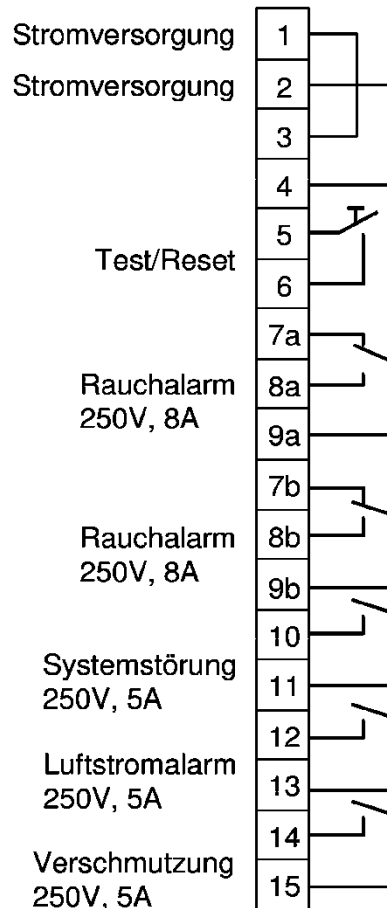 Stromversorgung 1
Stromversorgung 2
3
4
5
Test/Reset
6
7a
Rauchalarm 8a
250V, 8A
9a
7b
Rauchalarm 8b
250V, 8A
9b
10
Systemstörung 11
250V, 5A
12
Luftstromalarm 13
250V, 5A
14
Verschmutzung 15
250V, 5A